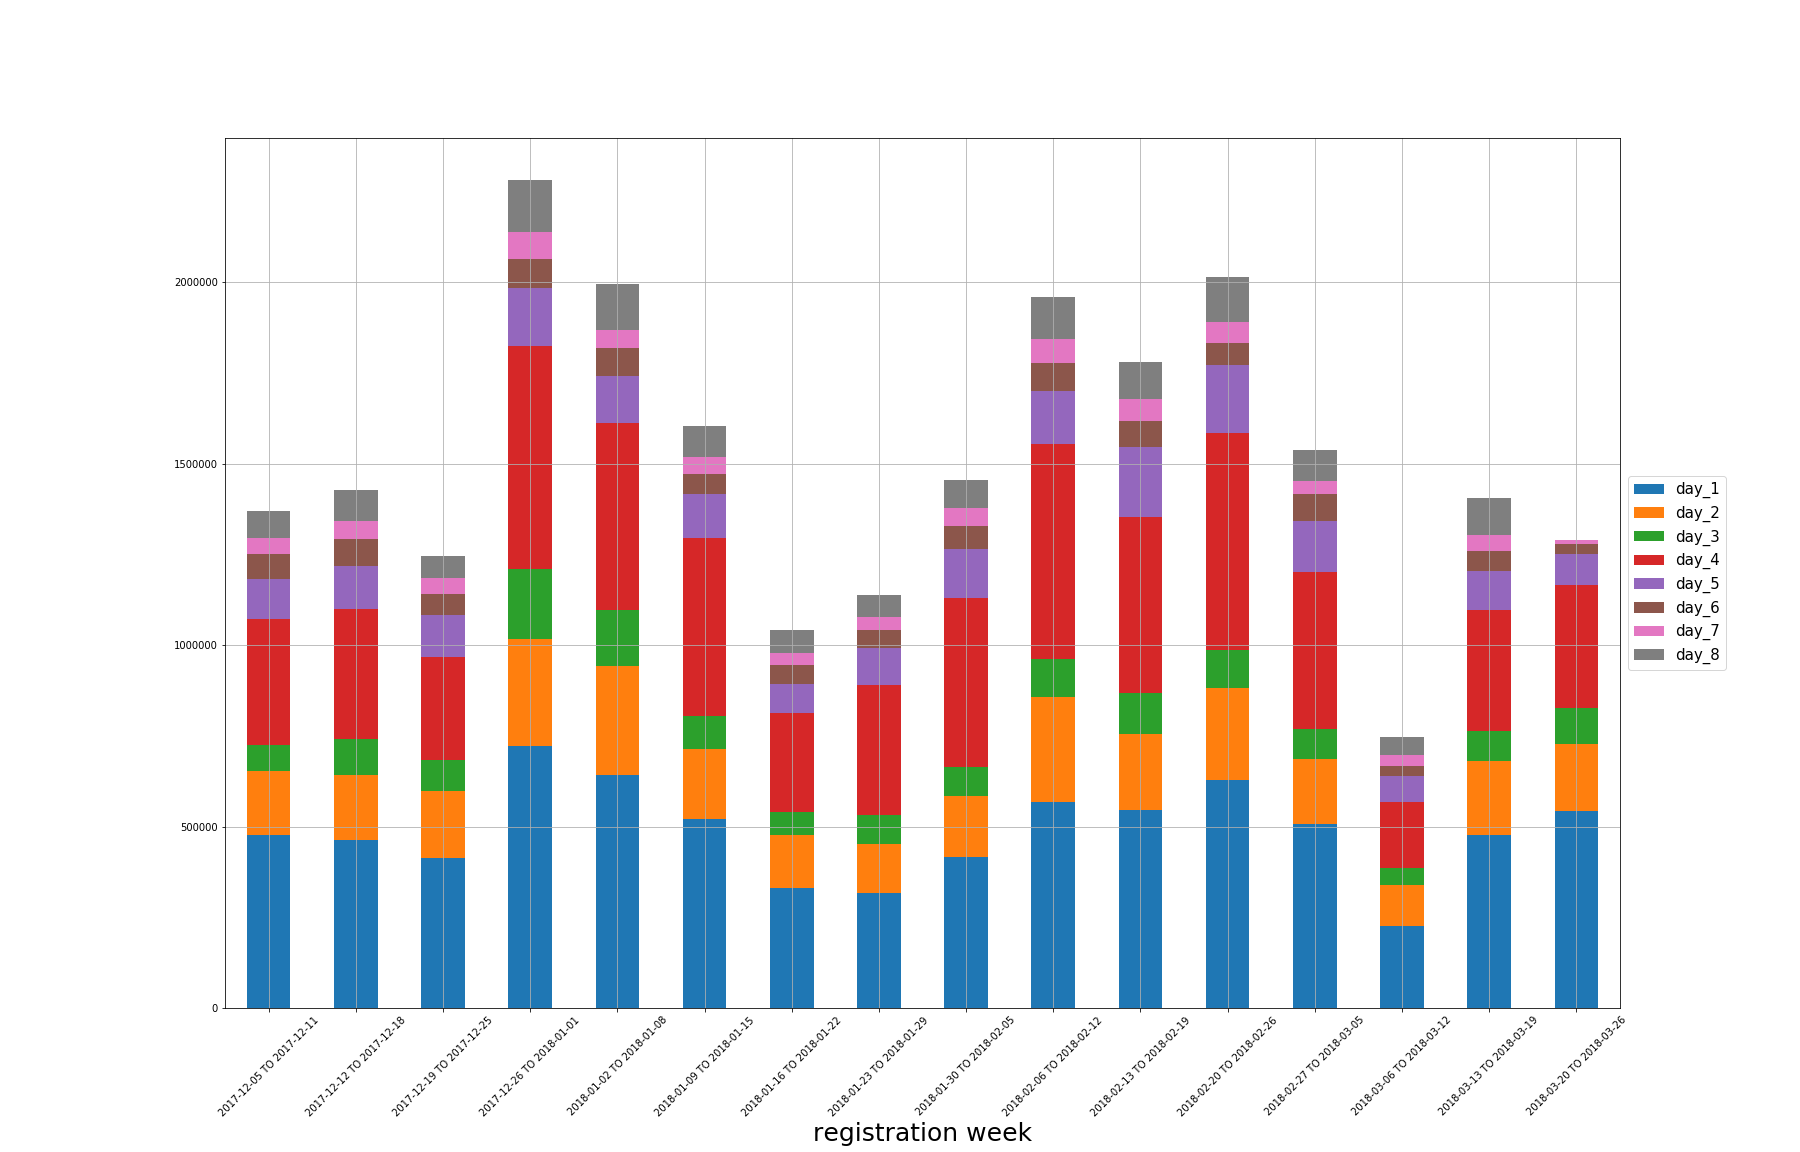 2000000
1500000
1000000
500000
0
day_1
day_2
day_3
day_4
day_5
day_6
day_7
day_8
2017-12-05 TO 2017-12-11
2017-12-12 TO 2017-12-18
2017-12-19 TO 2017-12-25
2017-12-26 TO 2018-01-01
2018-01-02 TO 2018-01-08
2018-01-09 TO 2018-01-15
2018-01-16 TO 2018-01-22
2018-01-23 TO 2018-01-29
2018-01-30 TO 2018-02-05
2018-02-06 TO 2018-02-12
2018-02-13 TO 2018-02-19
2018-02-20 TO 2018-02-26
2018-02-27 TO 2018-03-05
2018-03-06 TO 2018-03-12
2018-03-13 TO 2018-03-19
2018-03-20 TO 2018-03-26
registration week